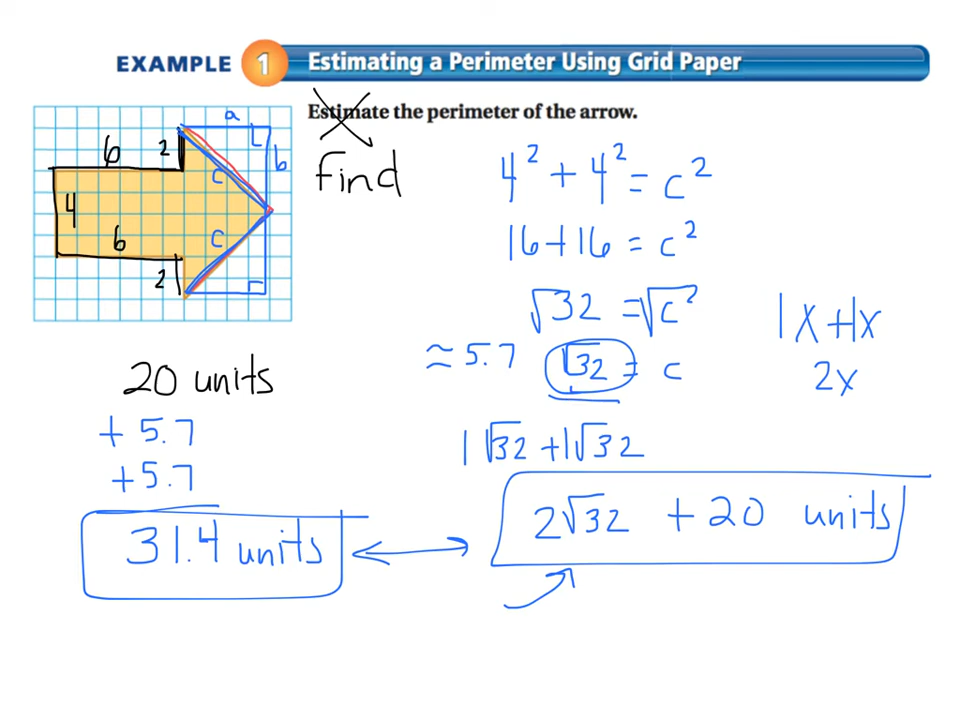 EXAMPLE 1 Estimating a Perimeter Using Grid Paper
Estimate the perimeter of the arrow.
find
a
b
c
6
2
4
6
c
2
4² + 4² = c²
16 + 16 = c²
√32 = √c²
≈ 5.7 √32 = c
1x + 1x
2x
20 units
+ 5.7
+ 5.7
31.4 units
1√32 + 1√32
2√32 + 20 units